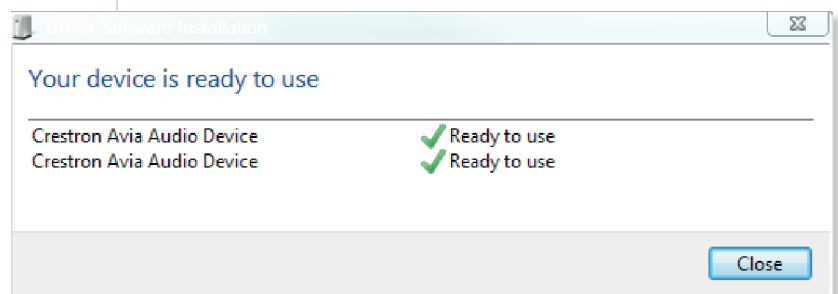 Driver Software Installation
Your device is ready to use
Crestron Avia Audio Device Ready to use
Crestron Avia Audio Device Ready to use
Close